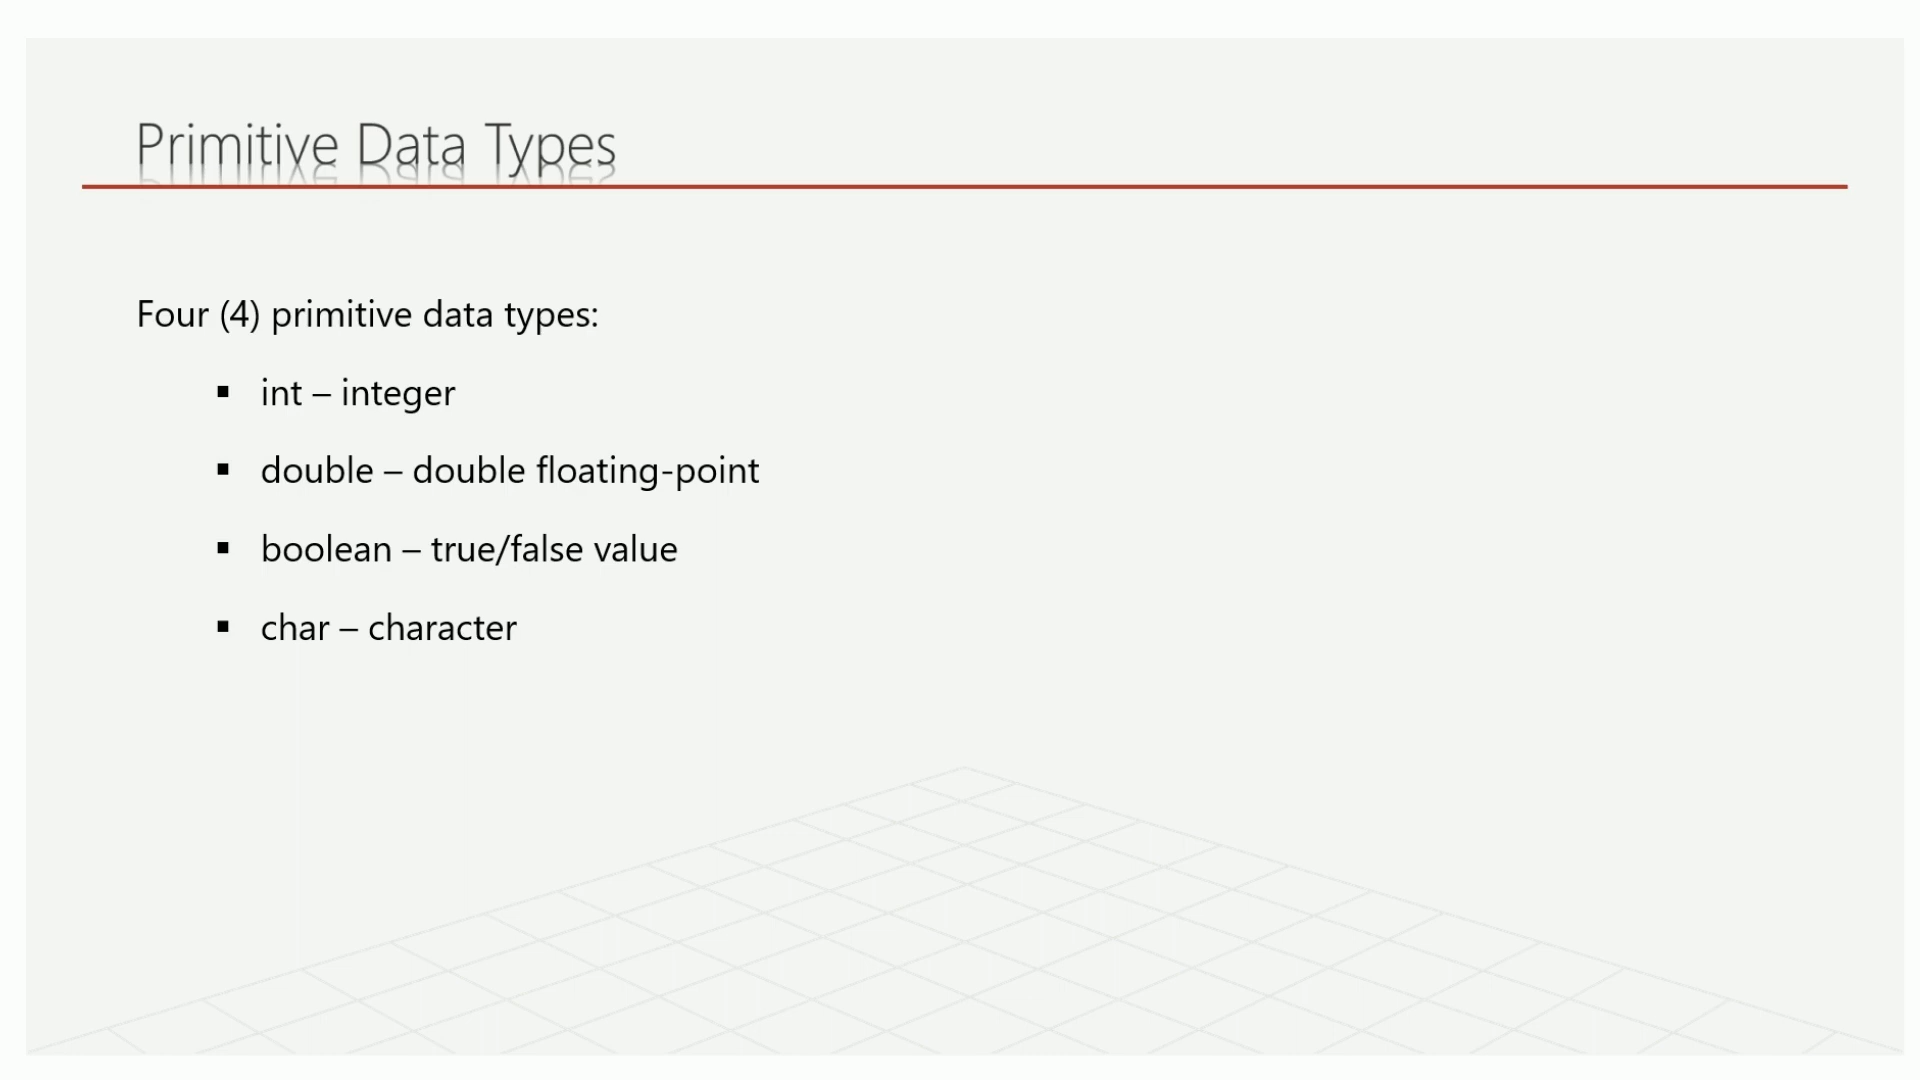 Primitive Data Types
Four (4) primitive data types:
▪ int – integer
▪ double – double floating-point
▪ boolean – true/false value
▪ char – character